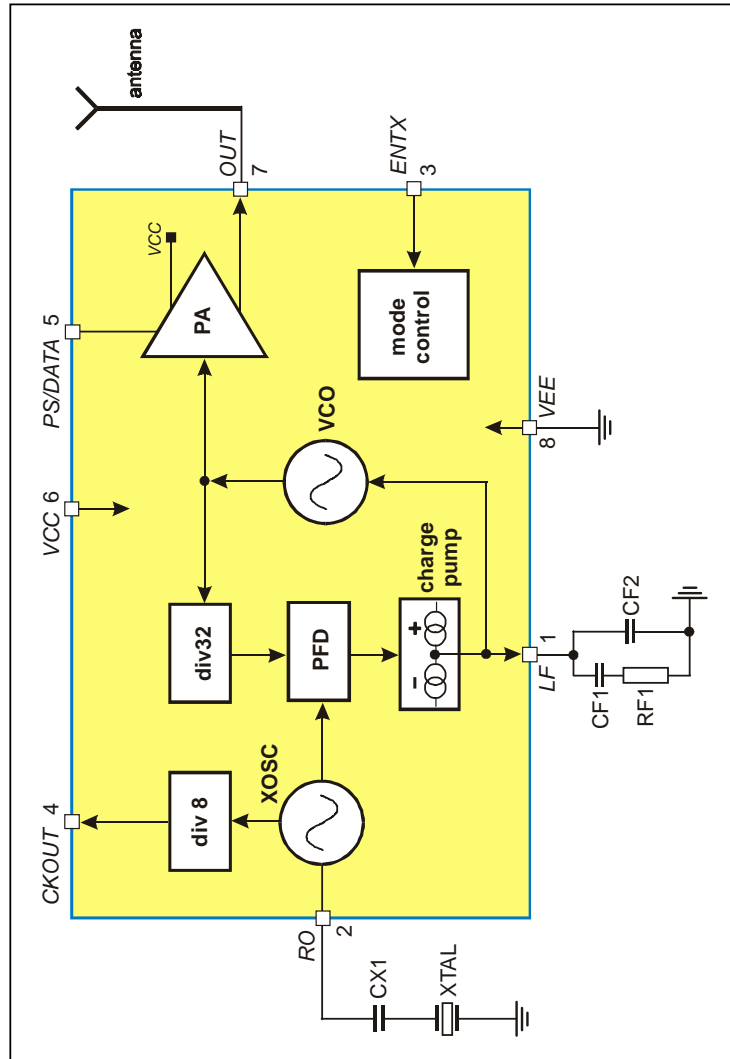 antenna
OUT
7
ENTX
3
PS/DATA 5
VCC
PA
mode
control
VCC 6
VCO
8 VEE
div32
PFD
charge
pump
- +
CKOUT 4
div 8
XOSC
LF 1
CF1
CF2
RF1
RO
2
CX1
XTAL